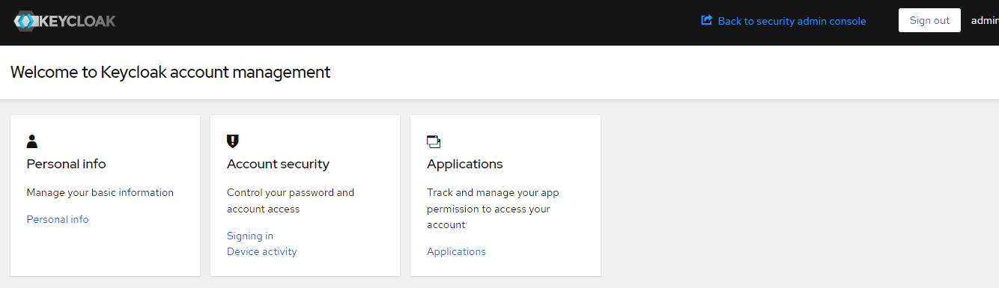 KEYCLOAK
Back to security admin console
Sign out
admin
Welcome to Keycloak account management
Personal info
Manage your basic information
Personal info
Account security
Control your password and
account access
Signing in
Device activity
Applications
Track and manage your app
permission to access your
account
Applications